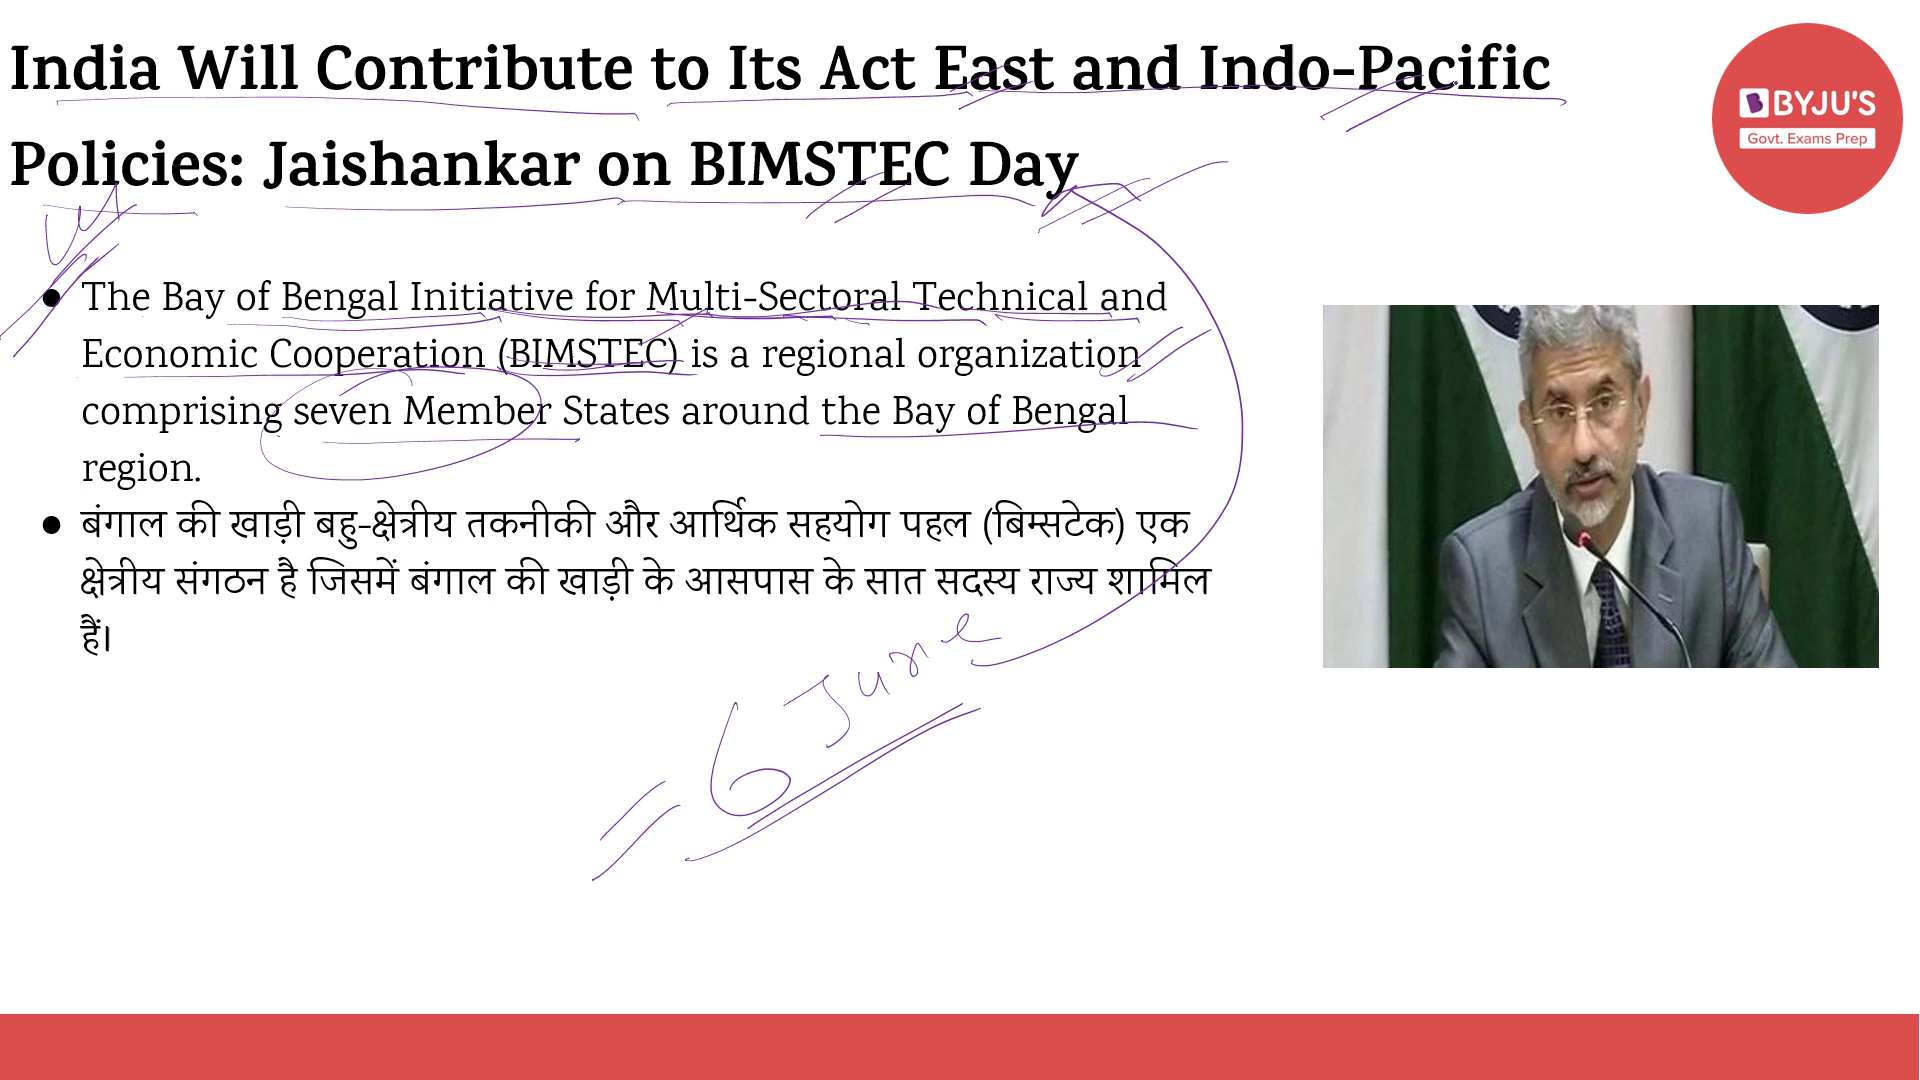 India Will Contribute to Its Act East and Indo-Pacific
Policies: Jaishankar on BIMSTEC Day
BYJU'S
Govt. Exams Prep
● The Bay of Bengal Initiative for Multi-Sectoral Technical and
Economic Cooperation (BIMSTEC) is a regional organization
comprising seven Member States around the Bay of Bengal
region.
● बंगाल की खाड़ी बहु-क्षेत्रीय तकनीकी और आर्थिक सहयोग पहल (बिम्सटेक) एक
क्षेत्रीय संगठन है जिसमें बंगाल की खाड़ी के आसपास के सात सदस्य राज्य शामिल
हैं।
6 June